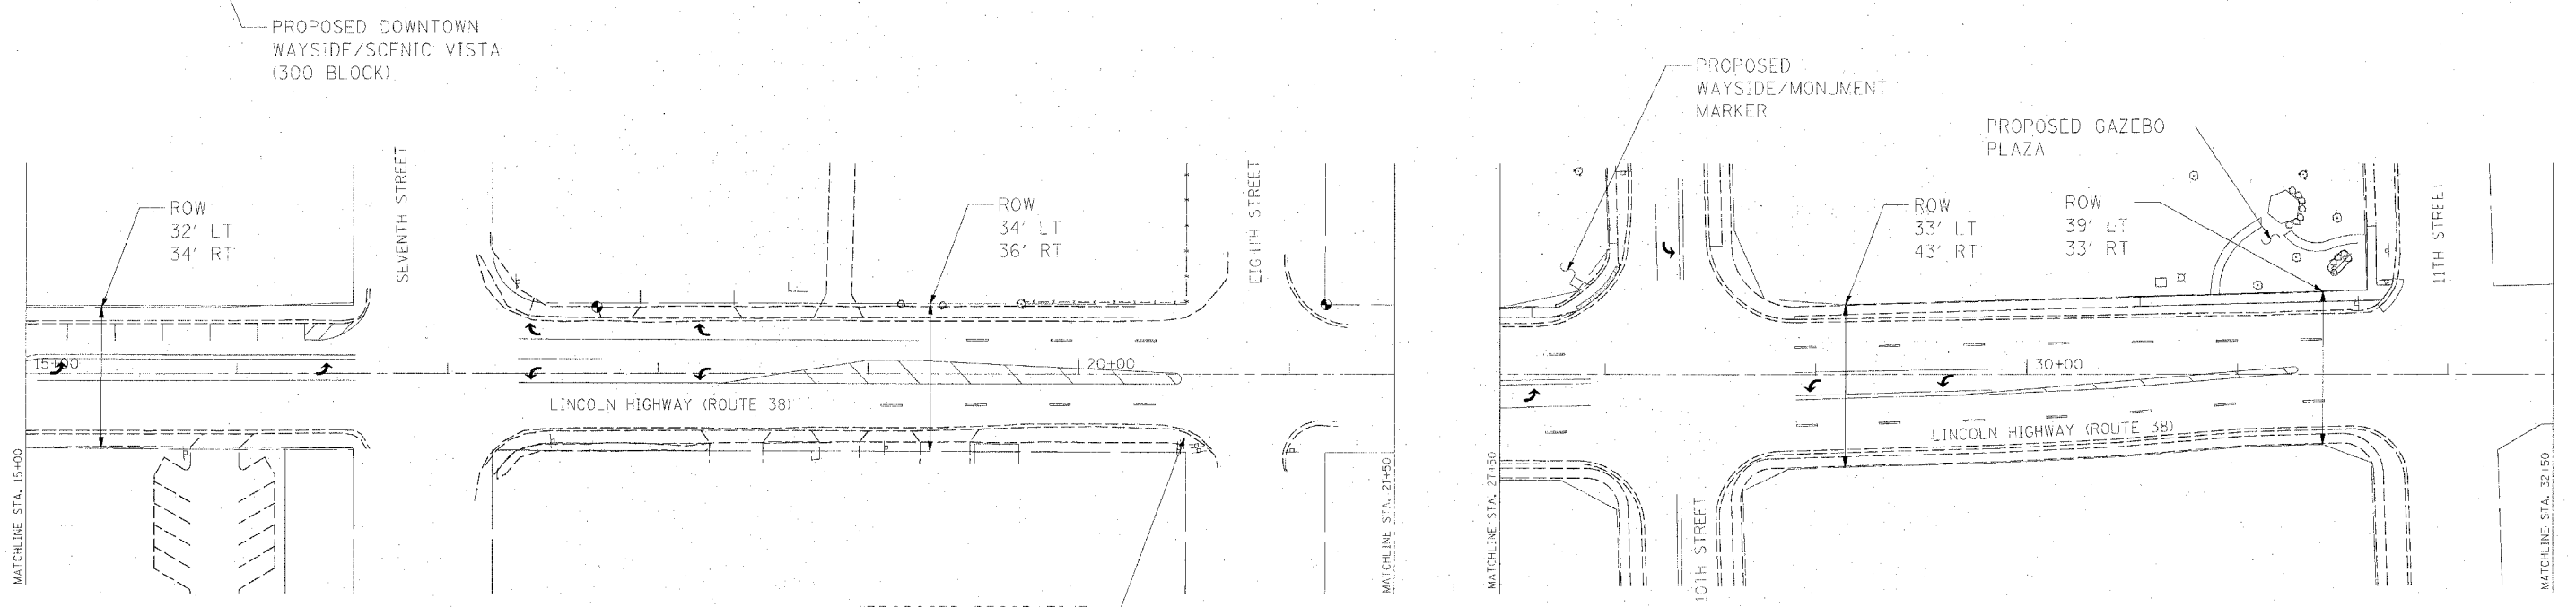 PROPOSED DOWNTOWN
WAYSIDE/SCENIC VISTA
(300 BLOCK)
PROPOSED
WAYSIDE/MONUMENT
MARKER
PROPOSED GAZEBO
PLAZA
SEVENTH STREET
EIGHTH STREET
11TH STREET
ROW
32' LT
34' RT
ROW
34' LT
36' RT
ROW
33' LT
43' RT
ROW
39' LT
33' RT
15+00
20+00
30+00
LINCOLN HIGHWAY (ROUTE 38)
LINCOLN HIGHWAY (ROUTE 38)
MATCHLINE STA. 15+00
MATCHLINE STA. 21+50
MATCHLINE STA. 27+50
10TH STREET
MATCHLINE STA. 32+50